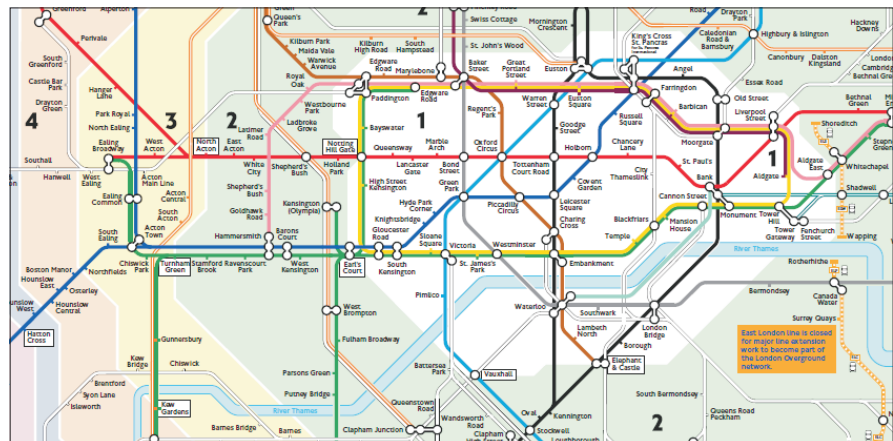 Greenford
Alperton
Queen's
Park
2
Swiss Cottage
Mornington
Crescent
Road
Drayton
Park
Hackney
Downs
Perivale
Kilburn Park
Maida Vale
Warwick
Avenue
Kilburn
High Road
South
Hampstead
St. John's Wood
King's Cross
St. Pancras
Caledonian
Road &
Barnsbury
Highbury & Islington
Canonbury
Dalston
Kingsland
South
Greenford
Edgware
Road
Marylebone
Baker
Street
Great
Portland
Street
Euston
Angel
Essex Road
Castle Bar
Park
Royal
Oak
Farringdon
Hanger
Lane
Drayton
Green
Westbourne
Park
Paddington
Edgware
Road
Regent's
Park
Warren
Street
Euston
Square
Barbican
Old Street
Liverpool
Street
Bethnal
Green
Park Royal
Ladbroke
Grove
Russell
Square
Shoreditch
4
3
2
1
North Ealing
Latimer
Road
Bayswater
Goodge
Street
Moorgate
1
Ealing
Broadway
West
Acton
North
Acton
East
Acton
Notting
Hill Gate
Queensway
Marble
Arch
Oxford
Circus
Holborn
Chancery
Lane
St. Paul's
Aldgate
East
Southall
Hanwell
West
Ealing
Acton
Main Line
White
City
Shepherd's
Bush
Holland
Park
Lancaster
Gate
Bond
Street
Tottenham
Court Road
City
Thameslink
Bank
Aldgate
Whitechapel
Ealing
Common
Acton
Central
Shepherd's
Bush
High Street
Kensington
Green
Park
Covent
Garden
Cannon Street
Shadwell
South
Acton
Goldhawk
Road
Kensington
(Olympia)
Hyde Park
Corner
Knightsbridge
Piccadilly
Circus
Leicester
Square
Blackfriars
Mansion
House
Monument
Tower
Hill
Tower
Gateway
Fenchurch
Street
South
Ealing
Acton
Town
Hammersmith
Barons
Court
Gloucester
Road
Sloane
Square
Victoria
Westminster
Charing
Cross
Temple
River Thames
Wapping
Boston Manor
Northfields
Chiswick
Park
Turnham
Green
Stamford
Brook
Ravenscourt
Park
West
Kensington
Earl's
Court
South
Kensington
St. James's
Park
Embankment
Rotherhithe
Hounslow
East
Osterley
Pimlico
Waterloo
Southwark
Bermondsey
Canada
Water
Hounslow
West
Hounslow
Central
West
Brompton
Lambeth
North
London
Bridge
Surrey Quays
Hatton
Cross
Gunnersbury
Fulham Broadway
Borough
East London line is closed
for major line extension
work to become part of
the London Overground
network.
Kew
Bridge
Chiswick
Parsons Green
Battersea
Park
Vauxhall
Elephant
& Castle
Brentford
Syon Lane
Isleworth
Kew
Gardens
River Thames
Putney Bridge
Queenstown
Road
South Bermondsey
Barnes Bridge
Barnes
Clapham Junction
Wandsworth
Road
Clapham
Oval
Kennington
Stockwell
Loughborough
2
Queens Road
Peckham